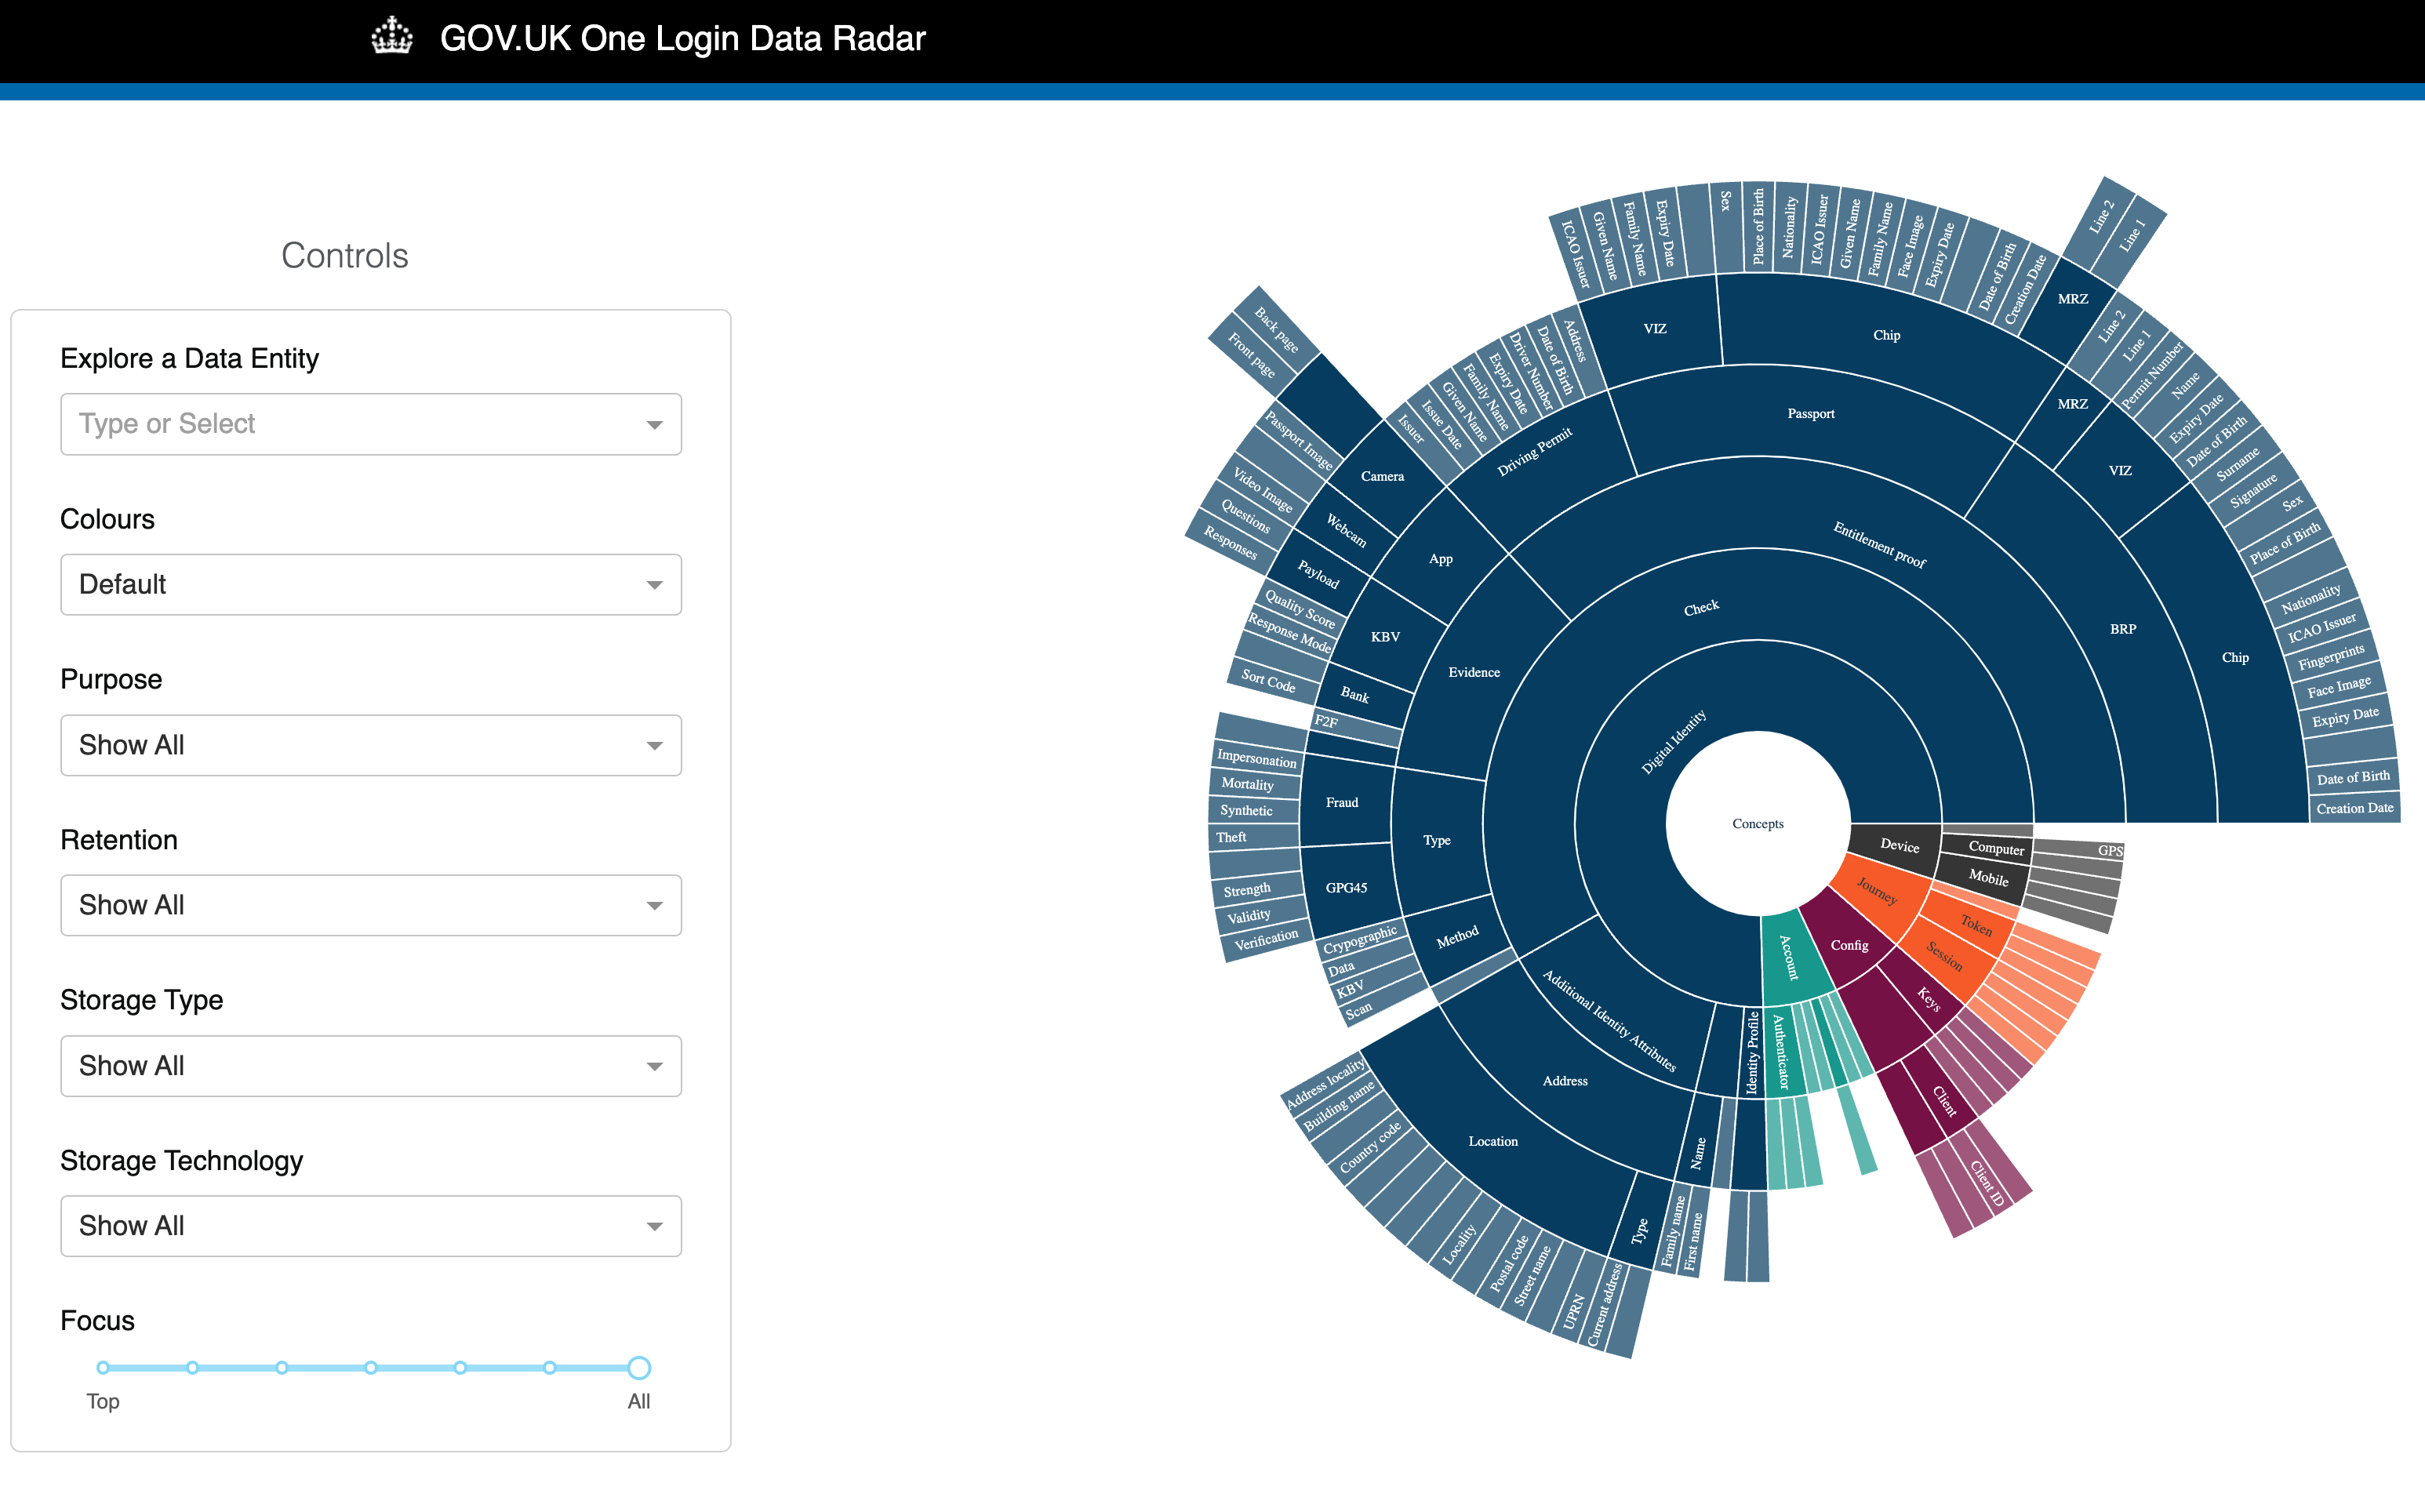 GOV.UK One Login Data Radar
Controls
Explore a Data Entity
Type or Select
Colours
Default
Purpose
Show All
Retention
Show All
Storage Type
Show All
Storage Technology
Show All
Focus
Top
All
Concepts
Digital Identity
Check
Entitlement proof
BRP
Chip
Creation Date
Date of Birth
Expiry Date
Face Image
Fingerprints
ICAO Issuer
Nationality
Place of Birth
Sex
Signature
Surname
VIZ
Date of Birth
Expiry Date
Name
Permit Number
MRZ
Line 1
Line 2
Passport
MRZ
Line 1
Line 2
Chip
Creation Date
Date of Birth
Expiry Date
Face Image
Family Name
Given Name
ICAO Issuer
Nationality
Place of Birth
Sex
VIZ
Expiry Date
Family Name
Given Name
ICAO Issuer
Driving Permit
Address
Date of Birth
Driver Number
Expiry Date
Family Name
Given Name
Issue Date
Issuer
Evidence
App
Camera
Back page
Front page
Passport Image
Webcam
Video Image
KBV
Payload
Questions
Responses
Quality Score
Response Mode
Bank
Sort Code
F2F
Type
Fraud
Impersonation
Mortality
Synthetic
Theft
GPG45
Strength
Validity
Verification
Method
Crypographic
Data
KBV
Scan
Additional Identity Attributes
Address
Location
Address locality
Building name
Country code
Locality
Postal code
Street name
UPRN
Type
Current address
Name
Family name
First name
Identity Profile
Account
Authenticator
Config
Client
Client ID
Keys
Journey
Session
Token
Device
Mobile
Computer
GPS